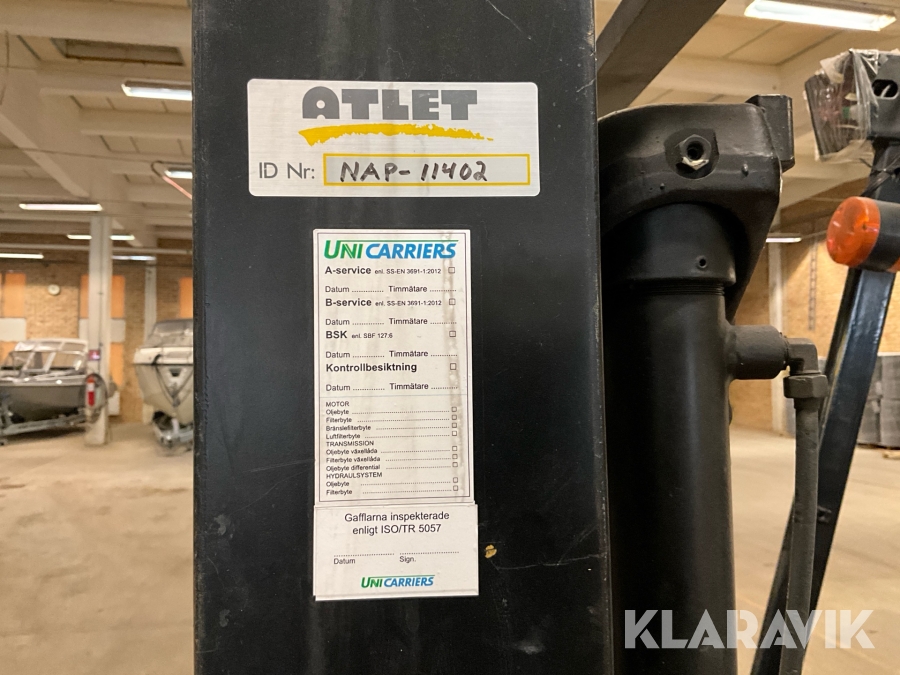 ATLET
ID Nr: NAP-11402
UNICARRIERS
A-service enl. SS-EN 3691-1:2012
Datum .............. Timmätare ............
B-service enl. SS-EN 3691-1:2012
Datum .............. Timmätare ............
BSK enl. SBF 127:6
Datum .............. Timmätare ............
Kontrollbesiktning
Datum .............. Timmätare ............
MOTOR
Oljebyte
Filterbyte
Bränslefilterbyte
Luftfilterbyte
TRANSMISSION
Oljebyte växellåda
Filterbyte växellåda
Oljebyte differential
HYDRAULSYSTEM
Oljebyte
Filterbyte
Gafflarna inspekterade
enligt ISO/TR 5057
Datum Sign.
UNICARRIERS
KLARAVIK